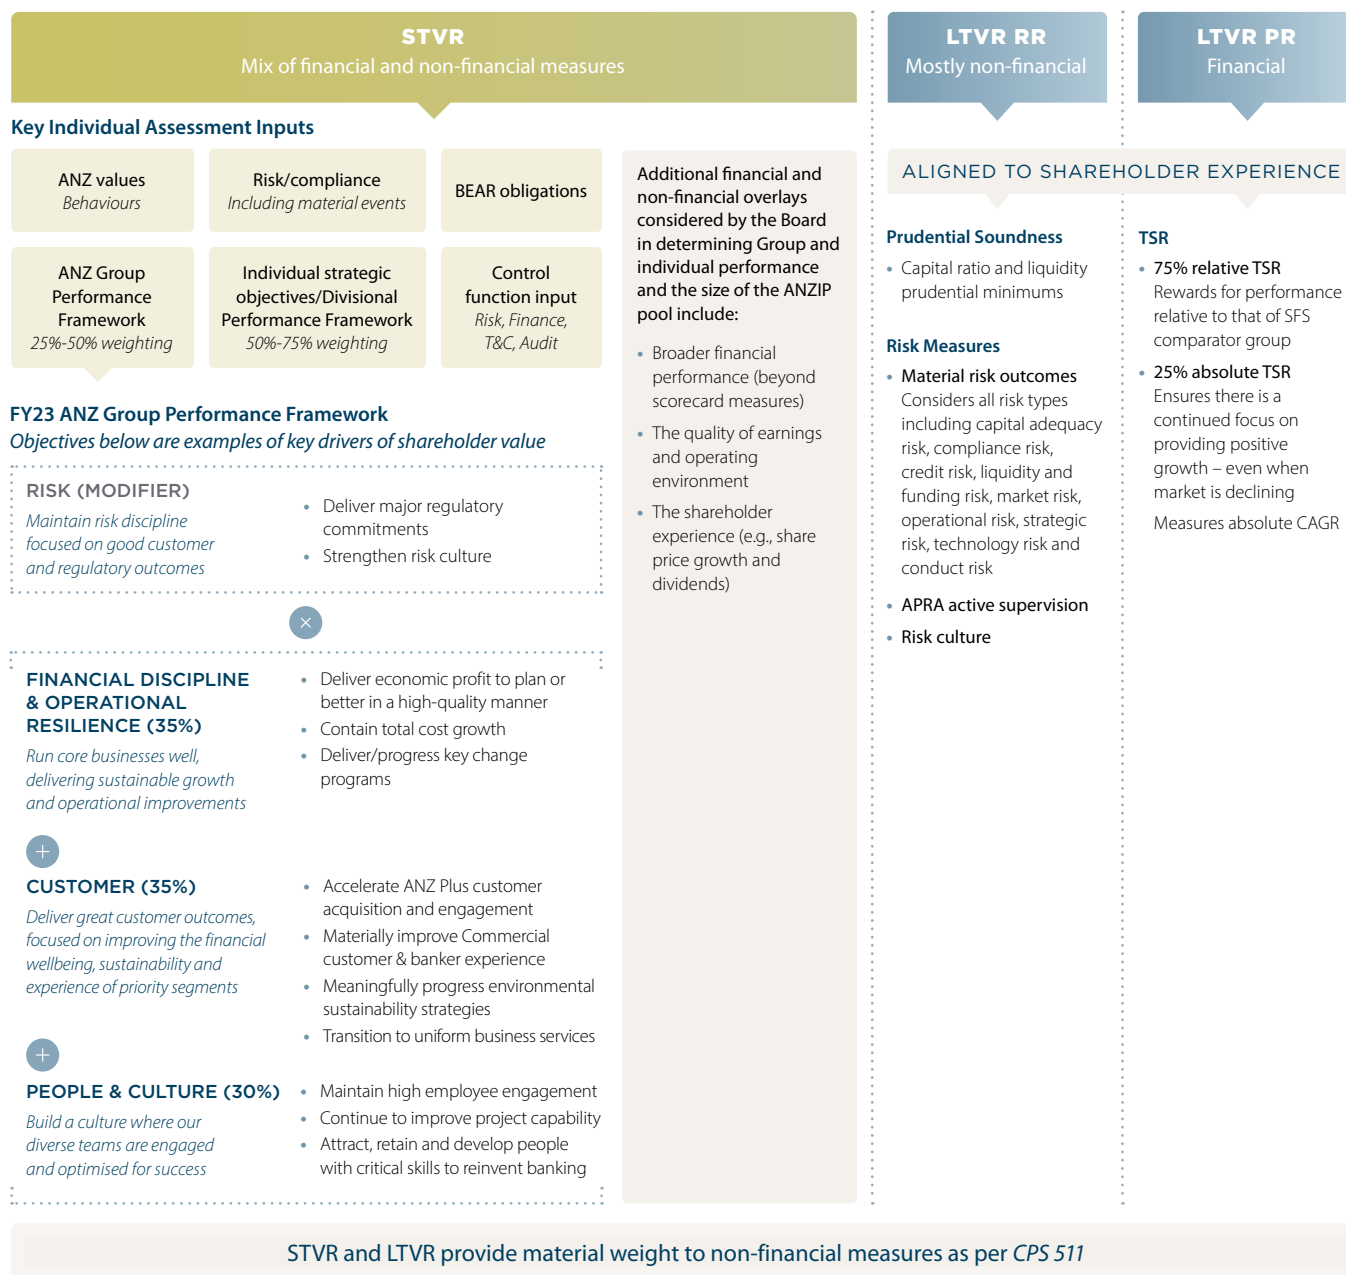 STVR
Mix of financial and non-financial measures
LTVR RR
Mostly non-financial
LTVR PR
Financial
Key Individual Assessment Inputs
ANZ values
Behaviours
Risk/compliance
Including material events
BEAR obligations
ANZ Group
Performance
Framework
25%-50% weighting
Individual strategic
objectives/Divisional
Performance Framework
50%-75% weighting
Control
function input
Risk, Finance,
T&C, Audit
FY23 ANZ Group Performance Framework
Objectives below are examples of key drivers of shareholder value
RISK (MODIFIER)
Maintain risk discipline
focused on good customer
and regulatory outcomes
• Deliver major regulatory
commitments
• Strengthen risk culture
×
FINANCIAL DISCIPLINE
& OPERATIONAL
RESILIENCE (35%)
Run core businesses well,
delivering sustainable growth
and operational improvements
• Deliver economic profit to plan or
better in a high-quality manner
• Contain total cost growth
• Deliver/progress key change
programs
+
CUSTOMER (35%)
Deliver great customer outcomes,
focused on improving the financial
wellbeing, sustainability and
experience of priority segments
• Accelerate ANZ Plus customer
acquisition and engagement
• Materially improve Commercial
customer & banker experience
• Meaningfully progress environmental
sustainability strategies
• Transition to uniform business services
+
PEOPLE & CULTURE (30%)
Build a culture where our
diverse teams are engaged
and optimised for success
• Maintain high employee engagement
• Continue to improve project capability
• Attract, retain and develop people
with critical skills to reinvent banking
Additional financial and
non-financial overlays
considered by the Board
in determining Group and
individual performance
and the size of the ANZIP
pool include:
• Broader financial
performance (beyond
scorecard measures)
• The quality of earnings
and operating
environment
• The shareholder
experience (e.g., share
price growth and
dividends)
ALIGNED TO SHAREHOLDER EXPERIENCE
Prudential Soundness
• Capital ratio and liquidity
prudential minimums
Risk Measures
• Material risk outcomes
Considers all risk types
including capital adequacy
risk, compliance risk,
credit risk, liquidity and
funding risk, market risk,
operational risk, strategic
risk, technology risk and
conduct risk
• APRA active supervision
• Risk culture
TSR
• 75% relative TSR
Rewards for performance
relative to that of SFS
comparator group
• 25% absolute TSR
Ensures there is a
continued focus on
providing positive
growth – even when
market is declining
Measures absolute CAGR
STVR and LTVR provide material weight to non-financial measures as per CPS 511